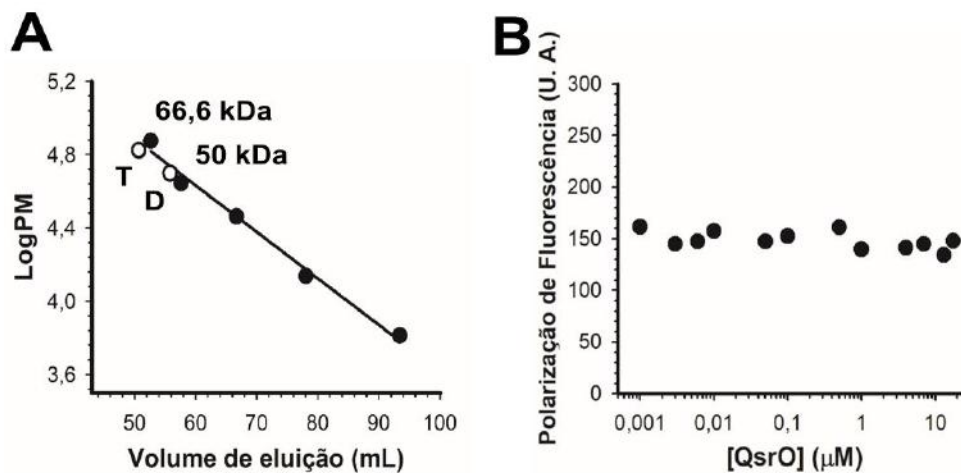 A
LogPM
5,2
4,8
4,4
4,0
3,6
66,6 kDa
50 kDa
T
D
50 60 70 80 90 100
Volume de eluição (mL)
B
Polarização de Fluorescência (U. A.)
300
250
200
150
100
50
0
0,001 0,01 0,1 1 10
[QsrO] (μM)